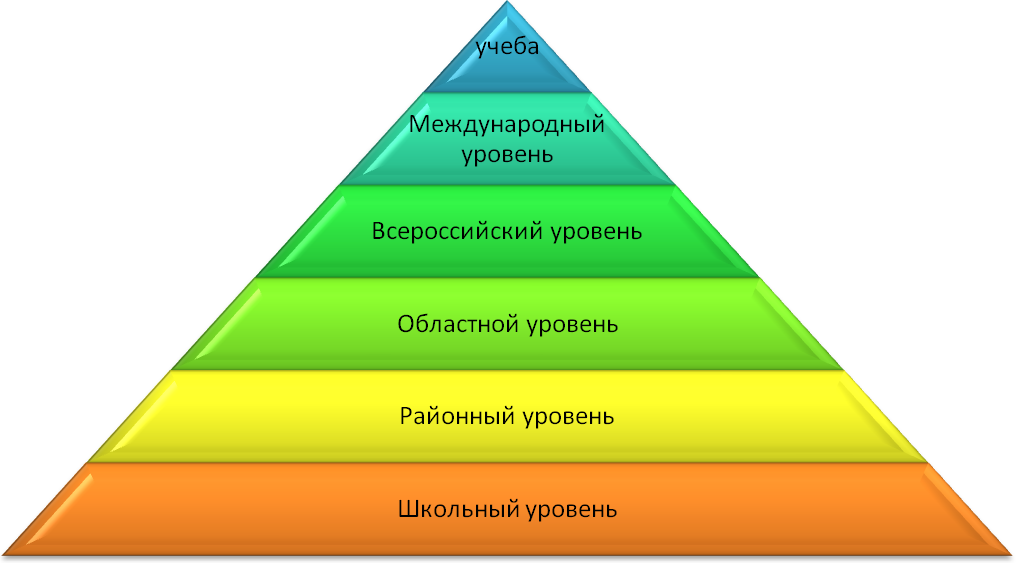 учеба
Международный
уровень
Всероссийский уровень
Областной уровень
Районный уровень
Школьный уровень